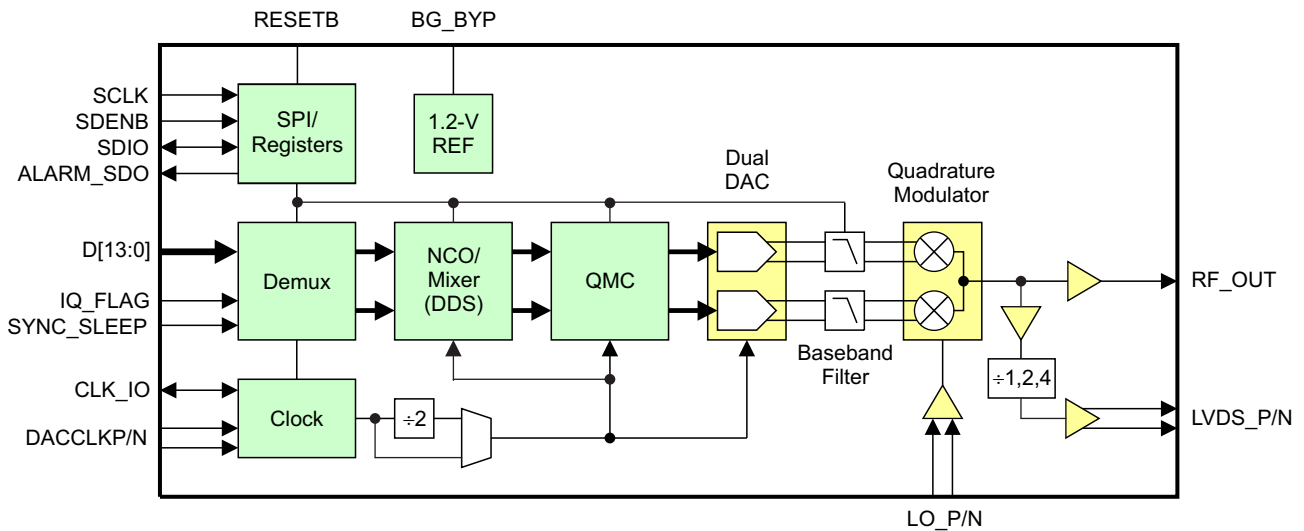 RESETB
BG_BYP
SCLK
SDENB
SDIO
ALARM_SDO
SPI/
Registers
1.2-V
REF
Dual
DAC
Quadrature
Modulator
D[13:0]
IQ_FLAG
SYNC_SLEEP
Demux
NCO/
Mixer
(DDS)
QMC
RF_OUT
Baseband
Filter
÷1,2,4
CLK_IO
DACCLKP/N
Clock
÷2
LVDS_P/N
LO_P/N